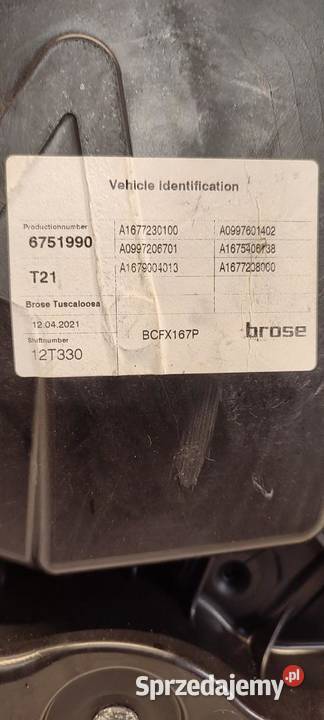 Vehicle Identification
Productionnumber
6751990
T21
Brose Tuscaloosa
12.04.2021
Shiftnumber
12T330
A1677230100
A0997206701
A1679004013
A0997601402
A1675406738
A1677208000
BCFX167P
brose
Sprzedajemy.pl